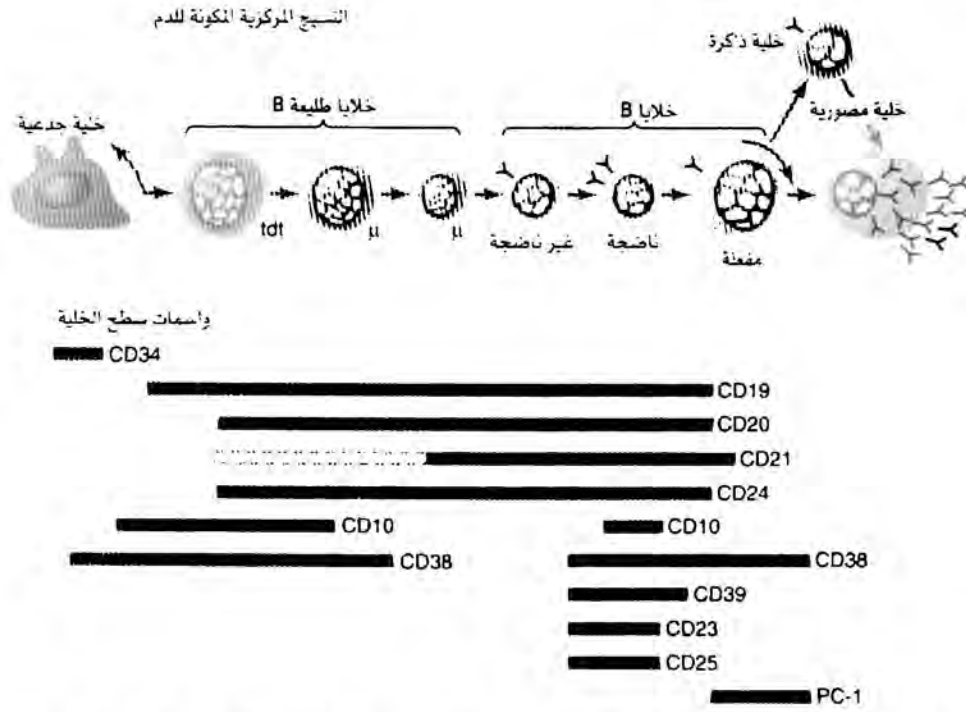 النسيج المركزية المكونة للدم
خلية ذاكرة
خلايا طليعة B
خلايا B
خلية مصورية
خلية جدعية
tdt
μ
μ
غير ناضجة
ناضجة
مفعلة
واسمات سطح الخلية
CD34
CD19
CD20
CD21
CD24
CD10 CD10
CD38 CD38
CD39
CD23
CD25
PC-1